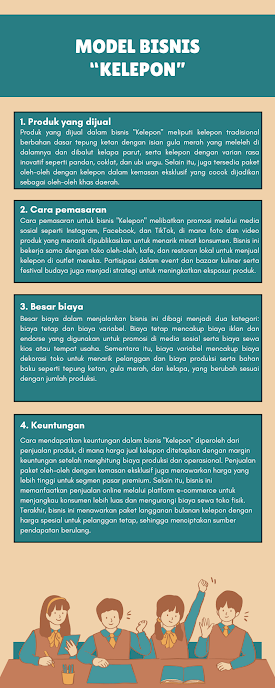 MODEL BISNIS
“KELEPON”
1. Produk yang dijual
Produk yang dijual dalam bisnis "Kelepon" meliputi kelepon tradisional
berbahan dasar tepung ketan dengan isian gula merah yang meleleh di
dalamnya dan dibalut kelapa parut, serta kelepon dengan varian rasa
inovatif seperti pandan, coklat, dan ubi ungu. Selain itu, juga tersedia paket
oleh-oleh dengan kelepon dalam kemasan eksklusif yang cocok dijadikan
sebagai oleh-oleh khas daerah.
2. Cara pemasaran
Cara pemasaran untuk bisnis "Kelepon" melibatkan promosi melalui media
sosial seperti Instagram, Facebook, dan TikTok, di mana foto dan video
produk yang menarik dipublikasikan untuk menarik minat konsumen. Bisnis ini
bekerja sama dengan toko oleh-oleh, kafe, dan restoran lokal untuk menjual
kelepon di outlet mereka. Partisipasi dalam event dan bazaar kuliner serta
festival budaya juga menjadi strategi untuk meningkatkan eksposur produk.
3. Besar biaya
Besar biaya dalam menjalankan bisnis ini dibagi menjadi dua kategori:
biaya tetap dan biaya variabel. Biaya tetap mencakup biaya iklan dan
endorse yang digunakan untuk promosi di media sosial serta biaya sewa
kios atau tempat usaha. Sementara itu, biaya variabel mencakup biaya
dekorasi toko untuk menarik pelanggan dan biaya produksi serta bahan
baku seperti tepung ketan, gula merah, dan kelapa, yang berubah sesuai
dengan jumlah produksi.
4. Keuntungan
Cara mendapatkan keuntungan dalam bisnis "Kelepon" diperoleh dari
penjualan produk, di mana harga jual kelepon ditetapkan dengan margin
keuntungan setelah menghitung biaya produksi dan operasional. Penjualan
paket oleh-oleh dengan kemasan eksklusif juga menawarkan harga yang
lebih tinggi untuk segmen pasar premium. Selain itu, bisnis ini
memanfaatkan penjualan online melalui platform e-commerce untuk
menjangkau konsumen lebih luas dan mengurangi biaya sewa toko fisik.
Terakhir, bisnis ini menawarkan paket langganan bulanan kelepon dengan
harga spesial untuk pelanggan tetap, sehingga menciptakan sumber
pendapatan berulang.